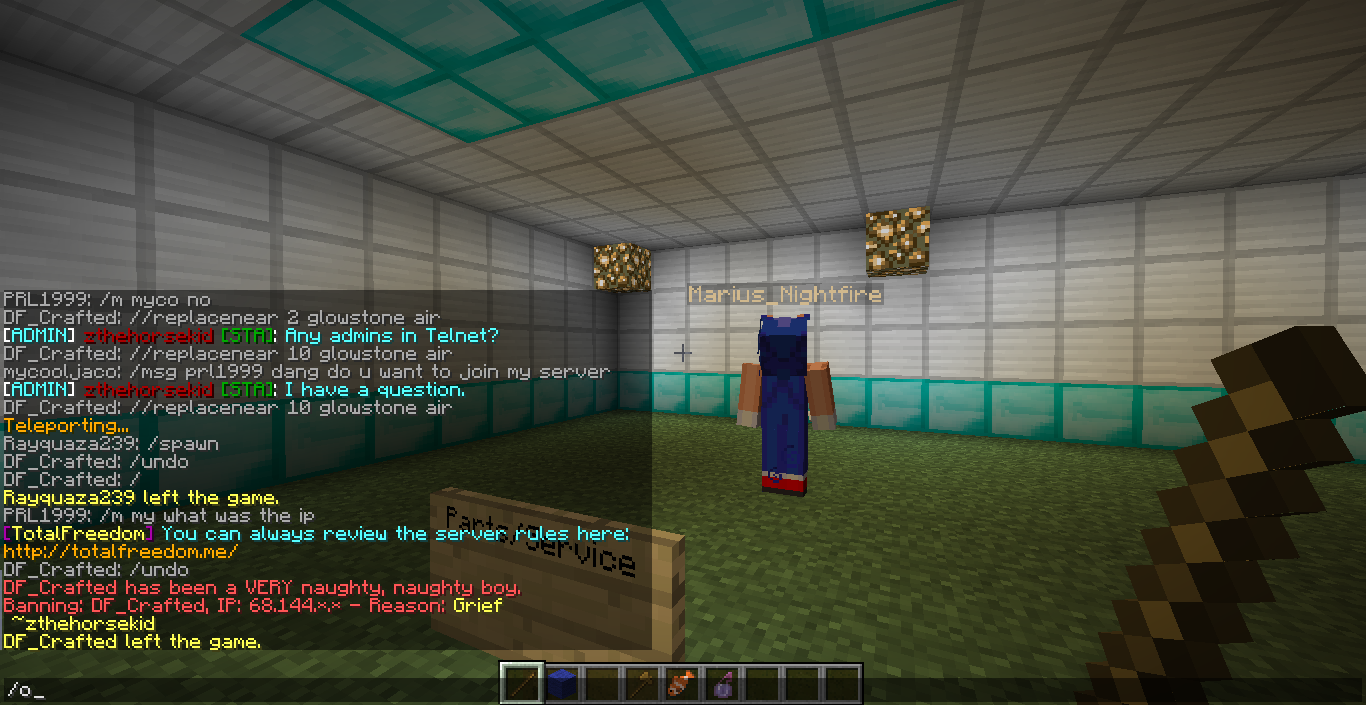 Marius_Nightfire
PRL1999: /m myco no
DF_Crafted: //replacenear 2 glowstone air
[ADMIN] zthehorsekid [STA]: Any admins in Telnet?
DF_Crafted: //replacenear 10 glowstone air
mycooljaco: /msg prl1999 dang do u want to join my server
[ADMIN] zthehorsekid [STA]: I have a question.
DF_Crafted: //replacenear 10 glowstone air
Teleporting...
Rayquaza239: /spawn
DF_Crafted: /undo
DF_Crafted: /
Rayquaza239 left the game.
PRL1999: /m my what was the ip
[TotalFreedom] You can always review the server rules here:
http://totalfreedom.me/
DF_Crafted: /undo
DF_Crafted has been a VERY naughty, naughty boy.
Banning: DF_Crafted, IP: 68.144.*.* - Reason: Grief
~zthehorsekid
DF_Crafted left the game.
Parts/Service
/o_